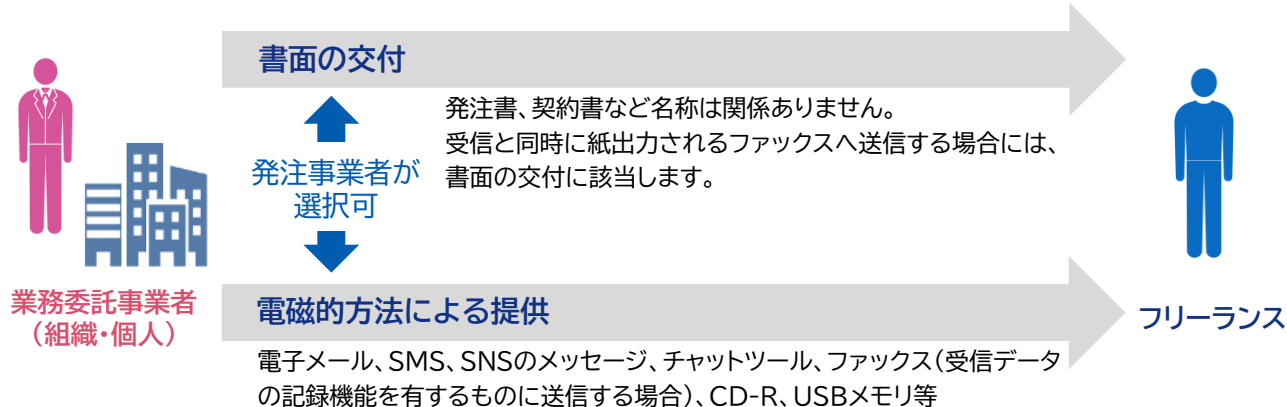 書面の交付
発注書、契約書など名称は関係ありません。
受信と同時に紙出力されるファックスへ送信する場合には、
書面の交付に該当します。
発注事業者が
選択可
業務委託事業者
（組織・個人）
電磁的方法による提供
電子メール、SMS、SNSのメッセージ、チャットツール、ファックス（受信データ
の記録機能を有するものに送信する場合）、CD-R、USBメモリ等
フリーランス